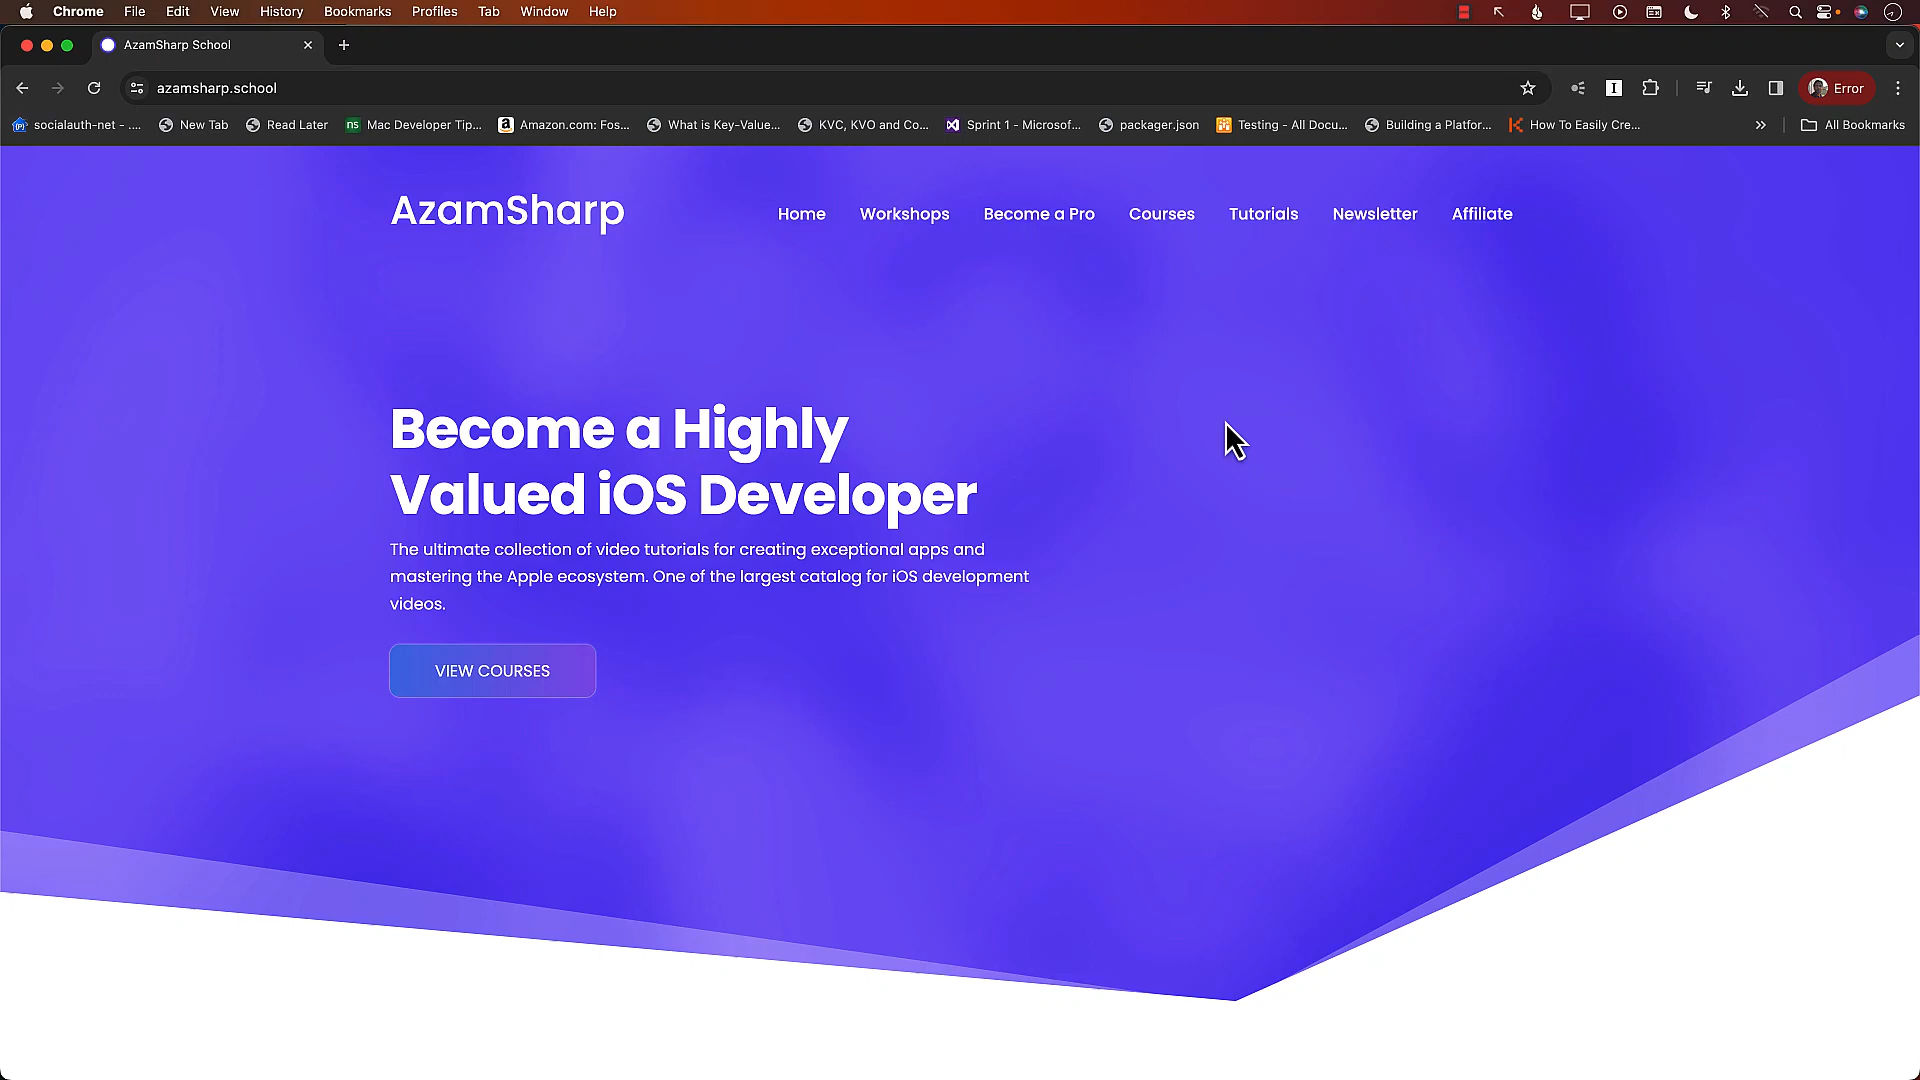 Chrome File Edit View History Bookmarks Profiles Tab Window Help
AzamSharp School
azamsharp.school
Error
socialauth-net - ....
New Tab
Read Later
ns
Mac Developer Tip...
Amazon.com: Fos...
What is Key-Value...
KVC, KVO and Co...
Sprint 1 - Microsof...
packager.json
Testing - All Docu...
Building a Platfor...
How To Easily Cre...
All Bookmarks
AzamSharp
Home
Workshops
Become a Pro
Courses
Tutorials
Newsletter
Affiliate
Become a Highly
Valued iOS Developer
The ultimate collection of video tutorials for creating exceptional apps and
mastering the Apple ecosystem. One of the largest catalog for iOS development
videos.
VIEW COURSES